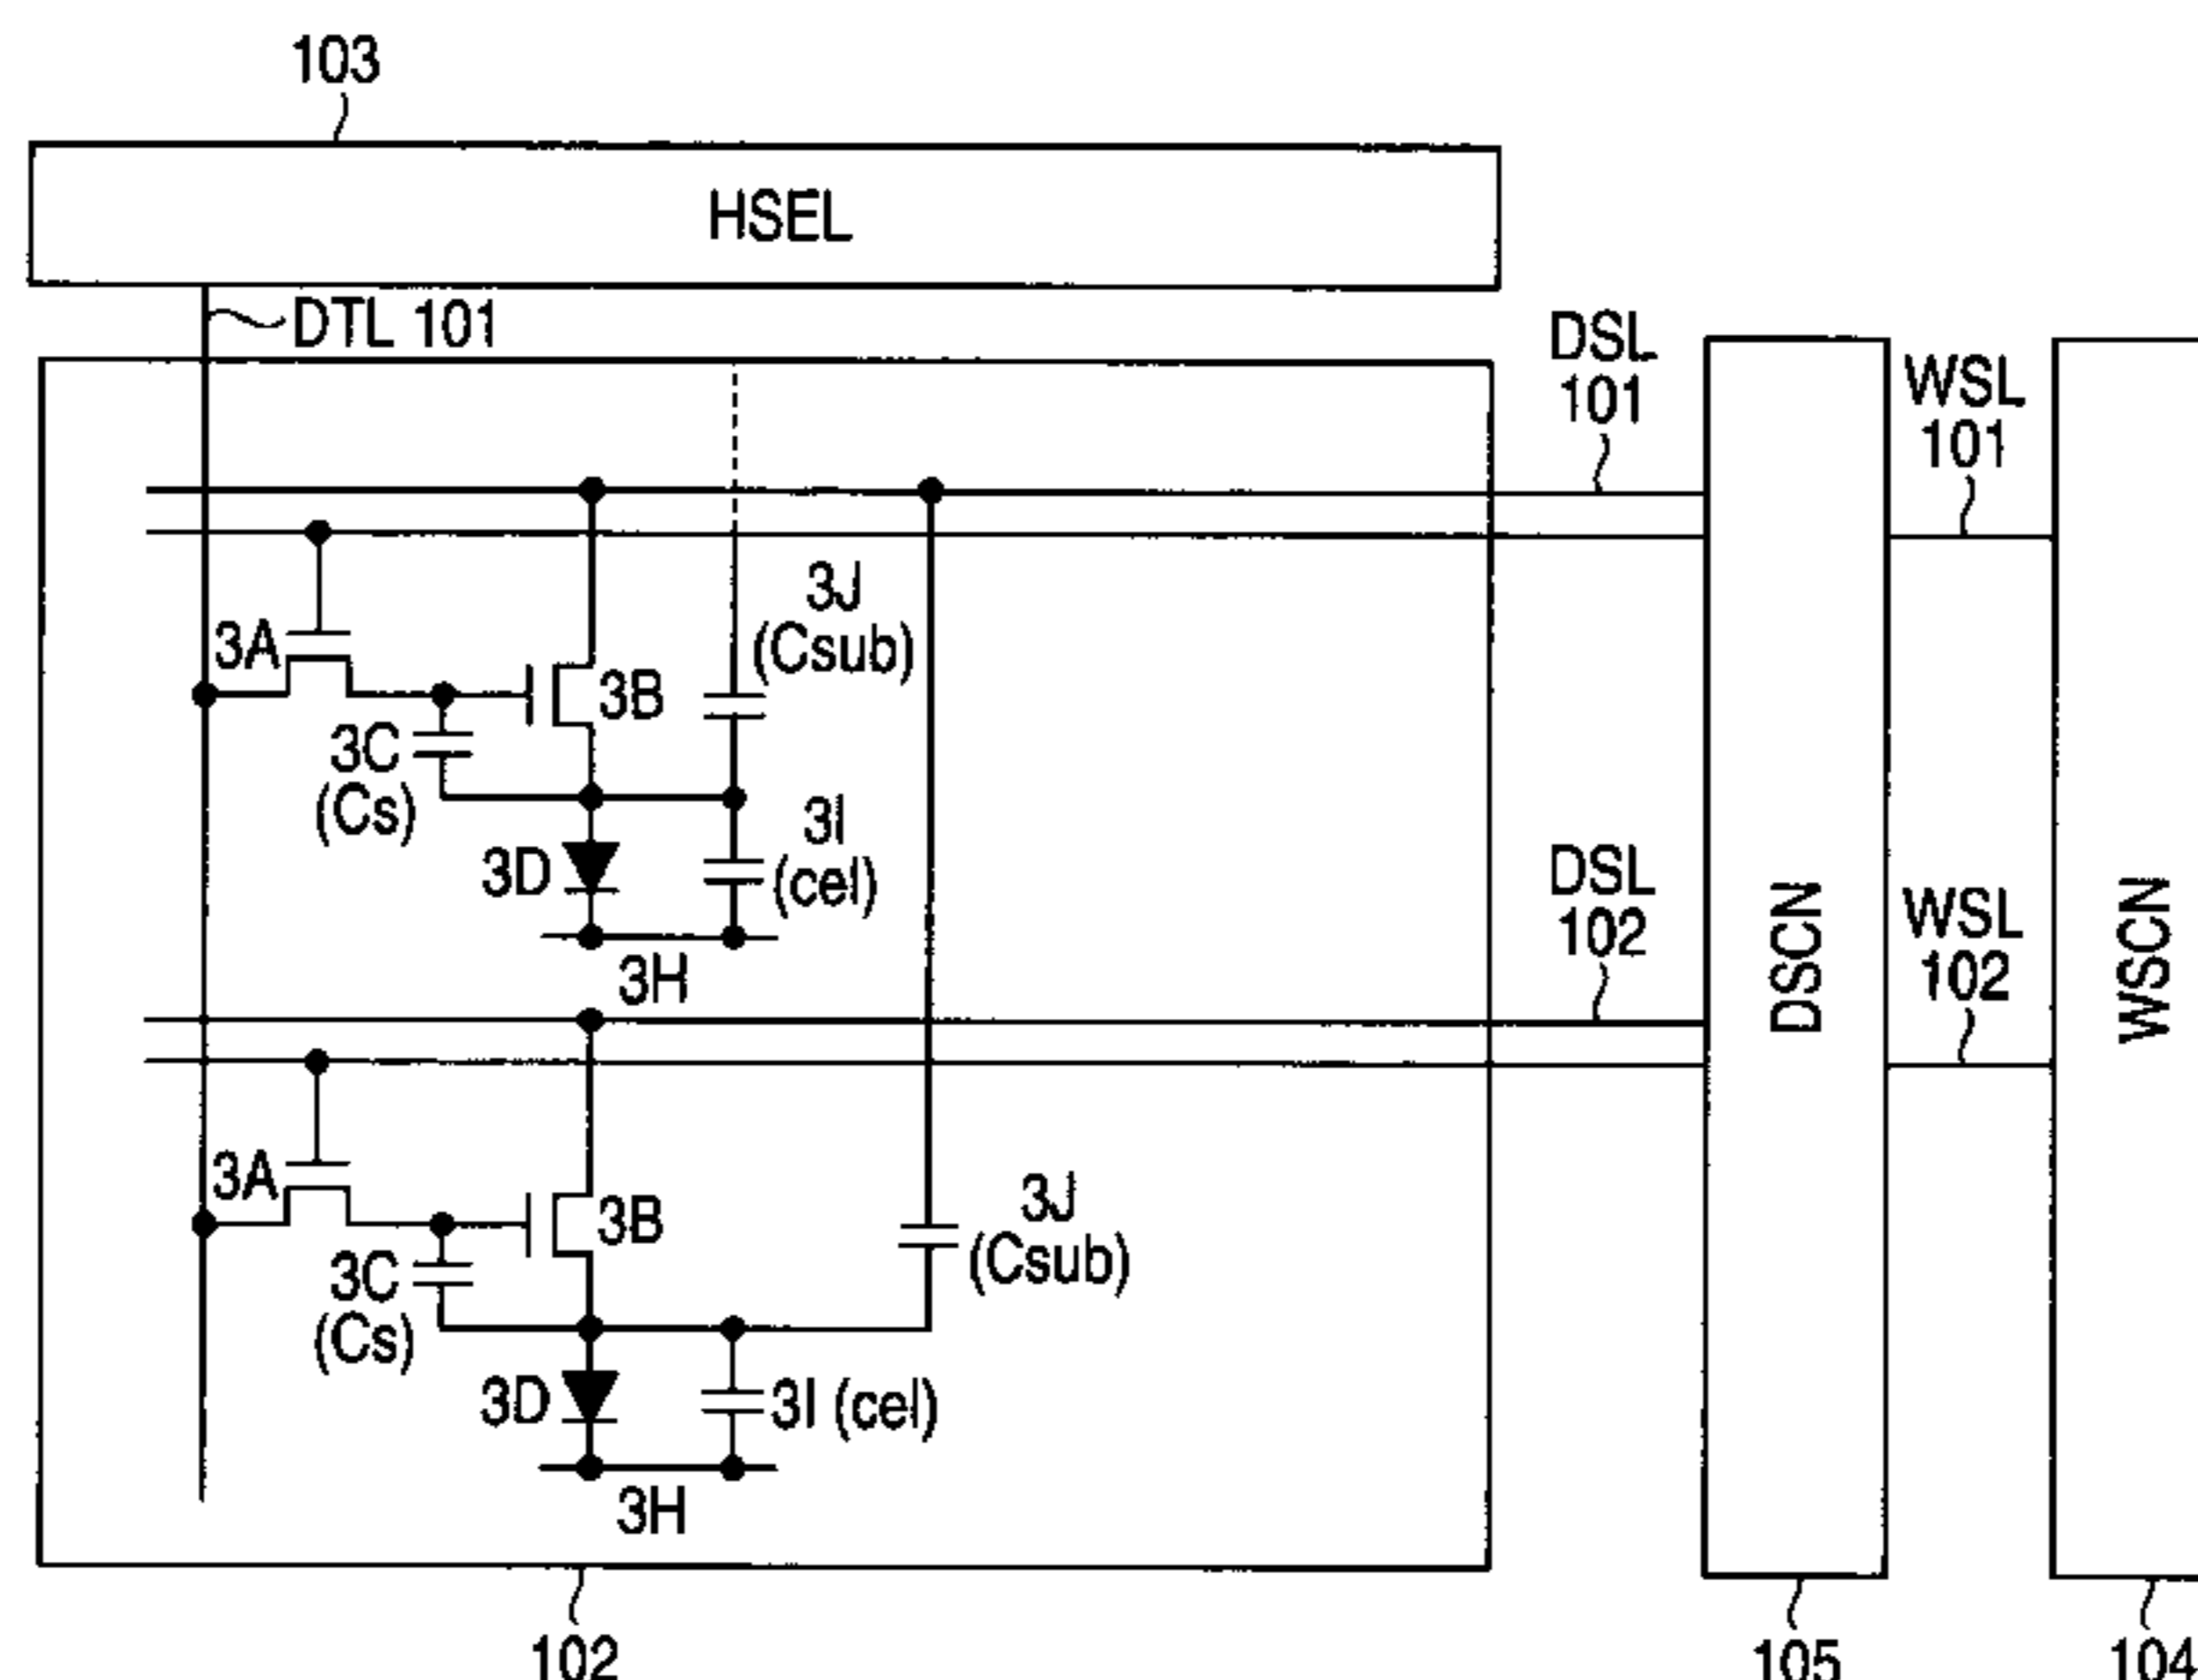 103
HSEL
DTL 101
DSL
101
WSL
101
3J
(Csub)
3A
3B
3C
(Cs)
3I
(cel)
3D
3H
DSL
102
WSL
102
DSCN
WSCN
3A
3B
3J
(Csub)
3C
(Cs)
3D
3I (cel)
3H
102
105
104